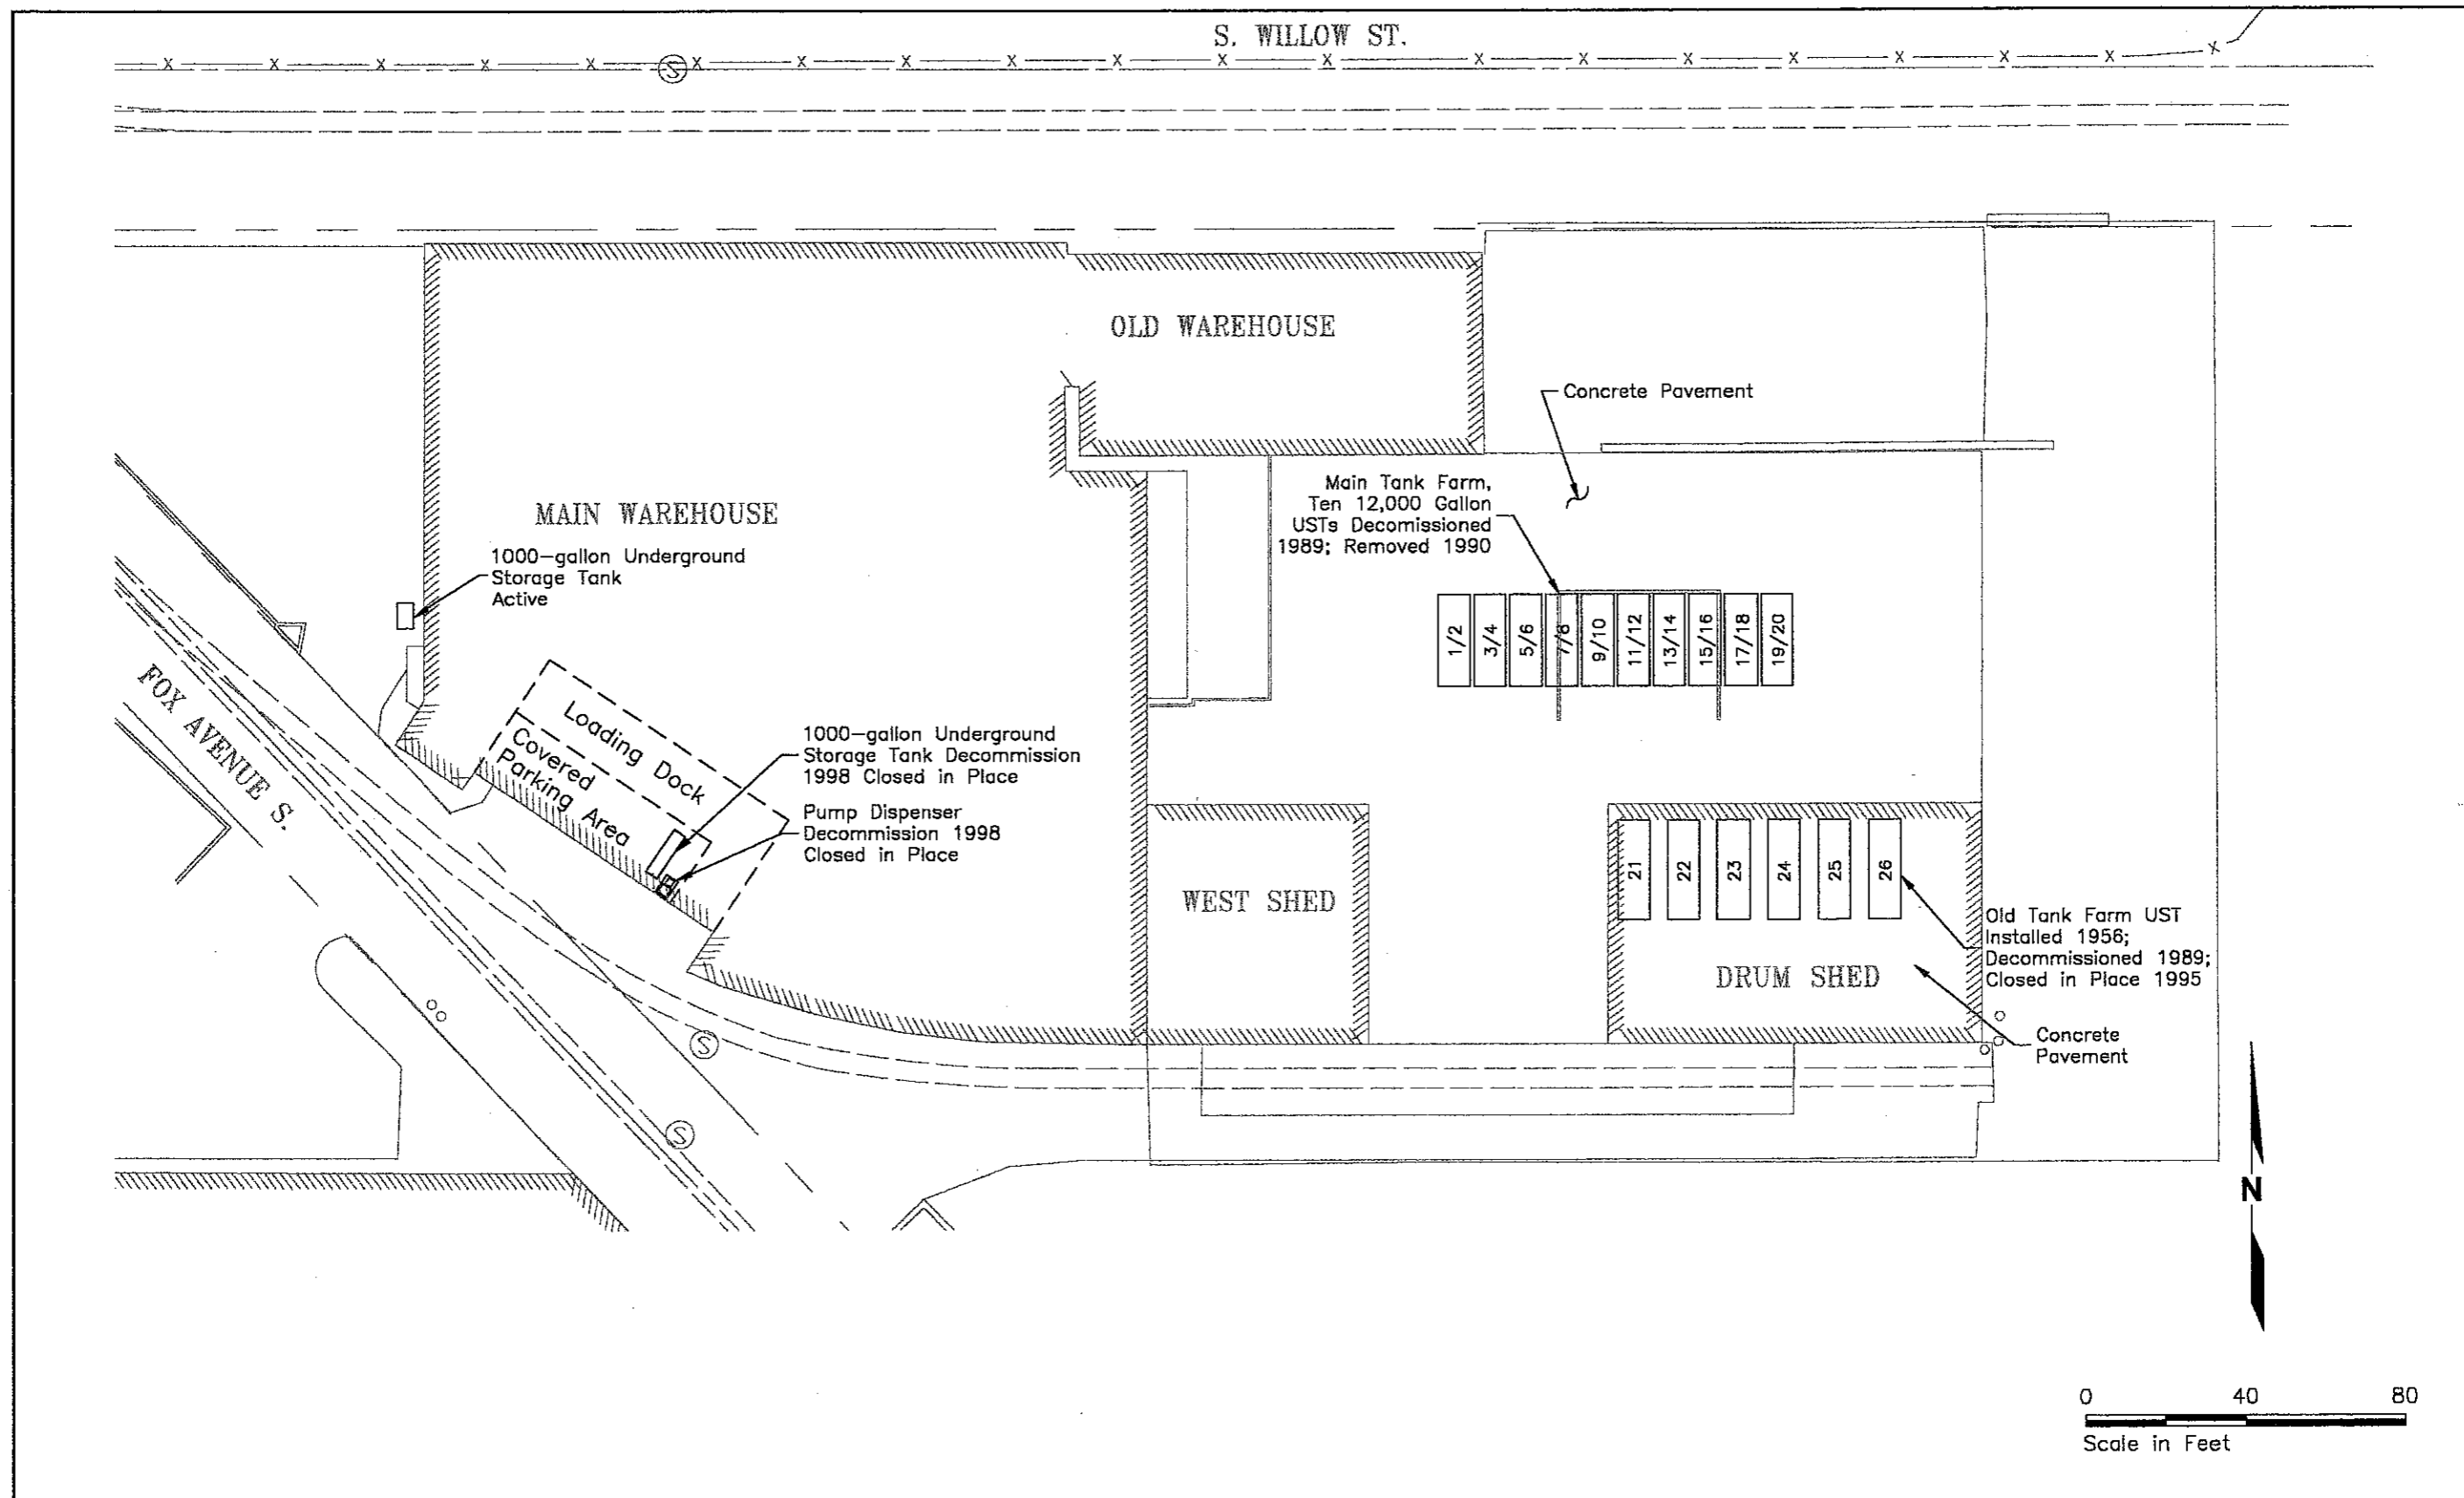 S. WILLOW ST.
X X X X X X S X X X X X X X X X X X X X X
OLD WAREHOUSE
Concrete Pavement
Main Tank Farm,
Ten 12,000 Gallon
USTs Decomissioned
1989; Removed 1990
MAIN WAREHOUSE
1000-gallon Underground
Storage Tank
Active
1/2
3/4
5/6
7/8
9/10
11/12
13/14
15/16
17/18
19/20
FOX AVENUE S.
Loading Dock
Covered
Parking Area
1000-gallon Underground
Storage Tank Decommission
1998 Closed in Place
Pump Dispenser
Decommission 1998
Closed in Place
WEST SHED
21
22
23
24
25
26
Old Tank Farm UST
Installed 1956;
Decommissioned 1989;
Closed in Place 1995
DRUM SHED
Concrete
Pavement
S
S
N
0 40 80
Scale in Feet